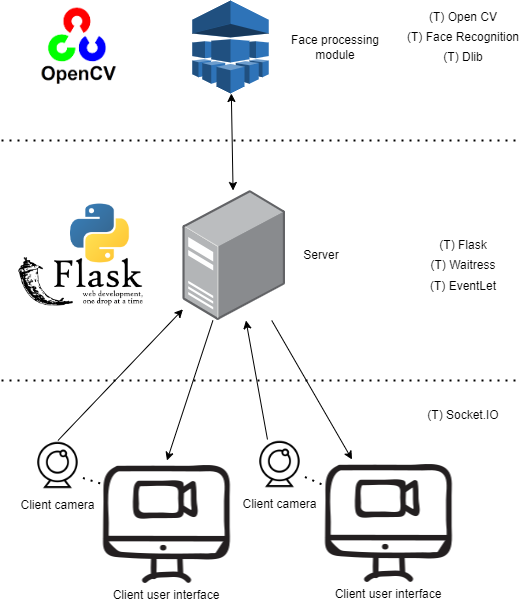 OpenCV
Face processing
module
(T) Open CV
(T) Face Recognition
(T) Dlib
Flask
web development,
one drop at a time
Server
(T) Flask
(T) Waitress
(T) EventLet
(T) Socket.IO
Client camera
Client camera
Client user interface
Client user interface